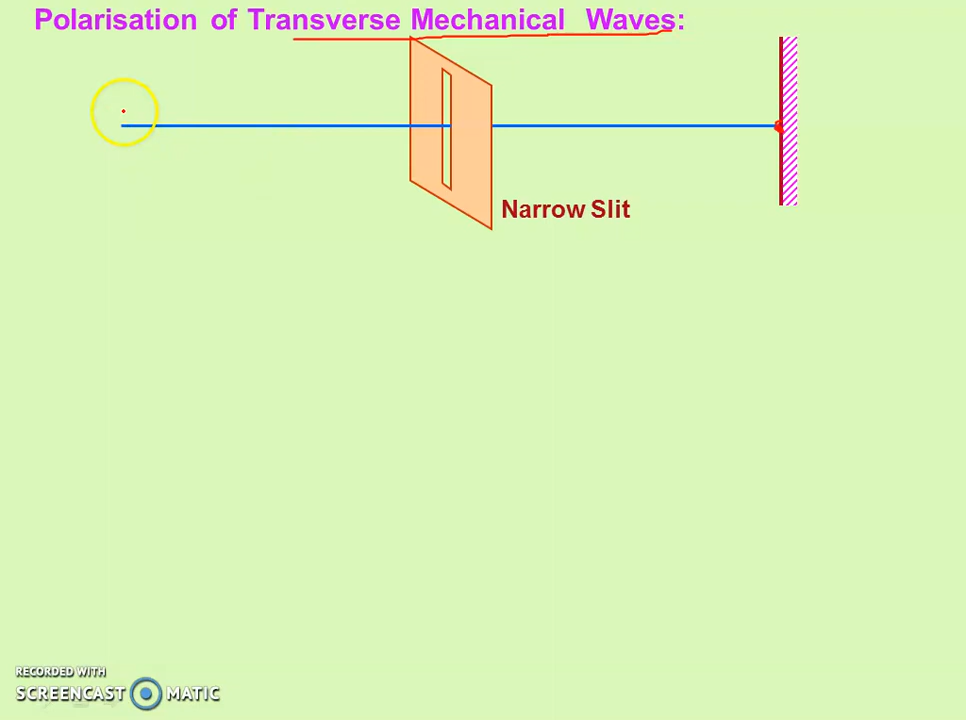 Polarisation of Transverse Mechanical Waves:
Narrow Slit
RECORDED WITH
SCREENCAST MATIC